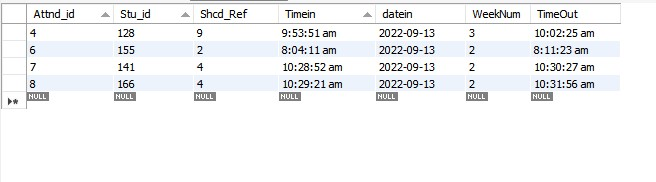 Attnd_id Stu_id Shcd_Ref Timein datein WeekNum TimeOut
4 128 9 9:53:51 am 2022-09-13 3 10:02:25 am
6 155 2 8:04:11 am 2022-09-13 2 8:11:23 am
7 141 4 10:28:52 am 2022-09-13 2 10:30:27 am
8 166 4 10:29:21 am 2022-09-13 2 10:31:56 am
NULL NULL NULL NULL NULL NULL NULL